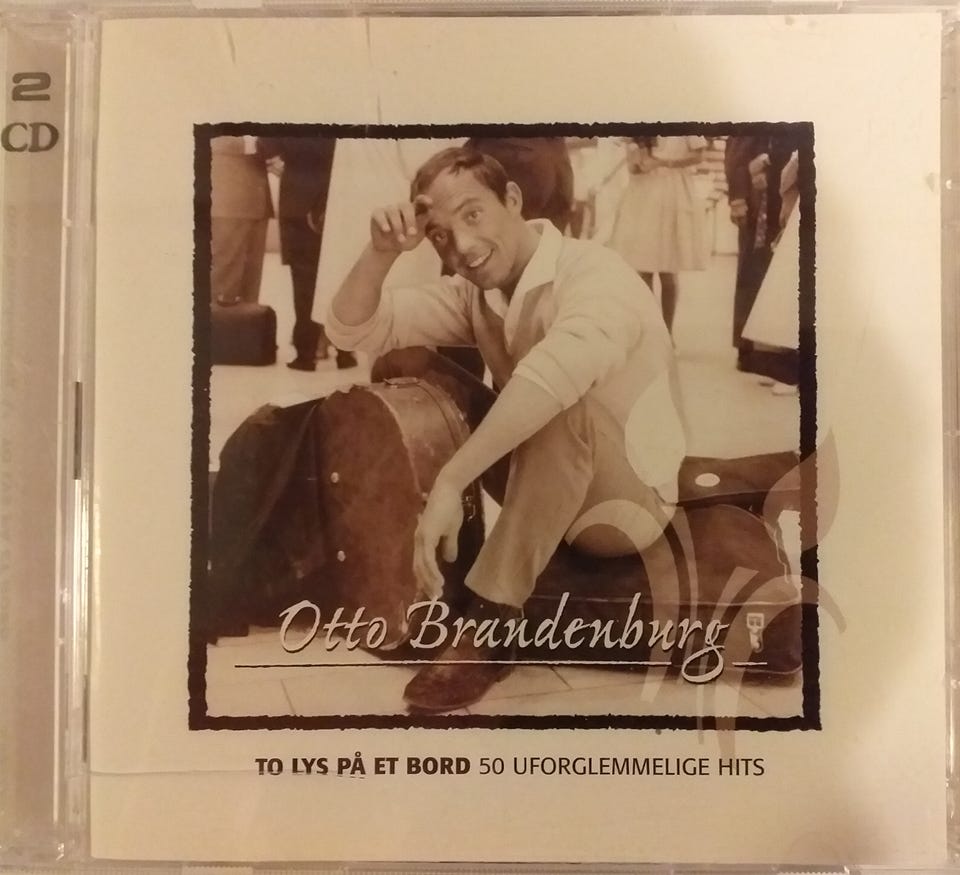 2
CD
Otto Brandenburg
TO LYS PÅ ET BORD 50 UFORGLEMMELIGE HITS